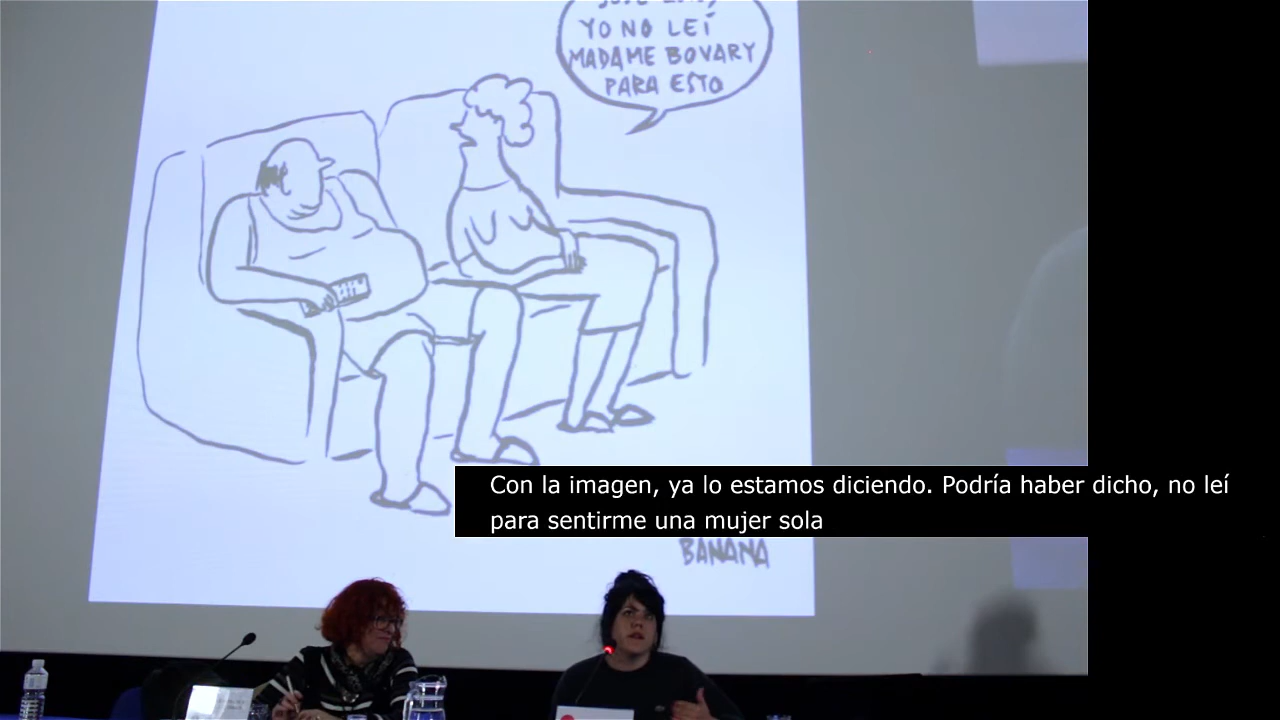 YO NO LEÍ
MADAME BOVARY
PARA ESTO
Con la imagen, ya lo estamos diciendo. Podría haber dicho, no leí
para sentirme una mujer sola
BANANA